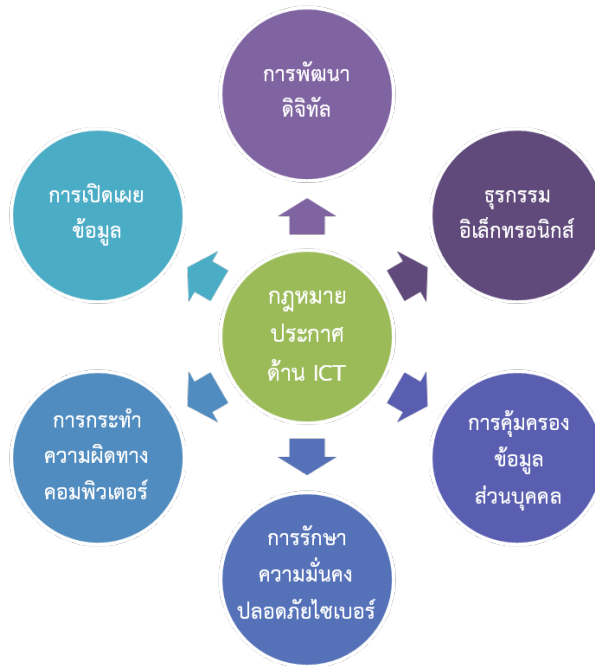 การพัฒนา
ดิจิทัล
ธุรกรรม
อิเล็กทรอนิกส์
การคุ้มครอง
ข้อมูล
ส่วนบุคคล
การรักษา
ความมั่นคง
ปลอดภัยไซเบอร์
การกระทำ
ความผิดทาง
คอมพิวเตอร์
การเปิดเผย
ข้อมูล
กฎหมาย
ประกาศ
ด้าน ICT